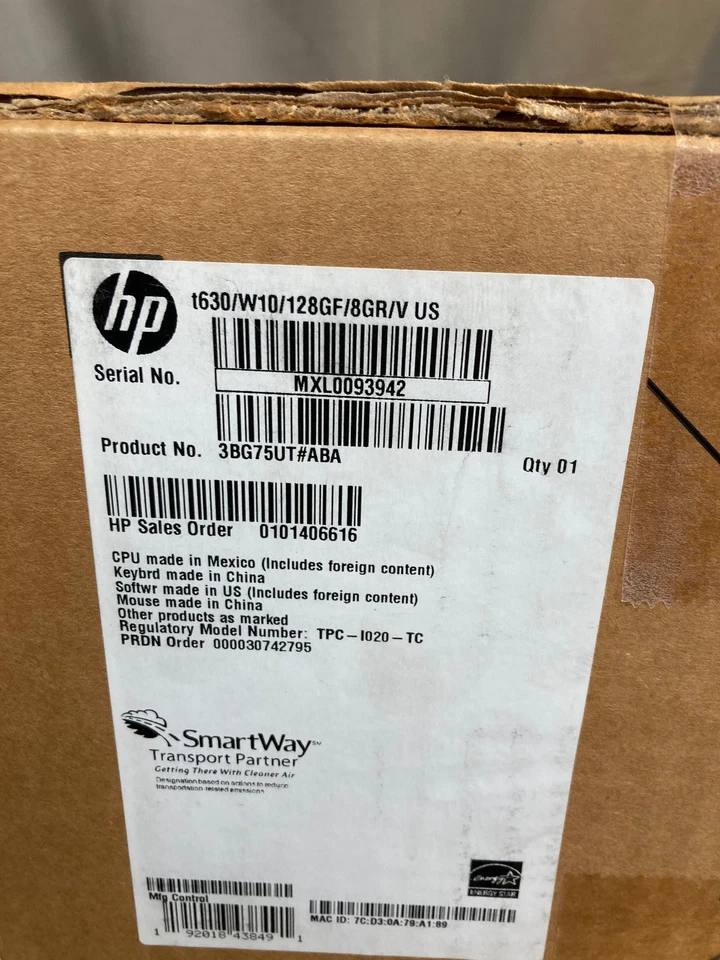 hp
t630/W10/128GF/8GR/V US
Serial No.
MXL0093942
Product No. 3BG75UT#ABA
Qty 01
HP Sales Order 0101406616
CPU made in Mexico (Includes foreign content)
Keybrd made in China
Softwr made in US (Includes foreign content)
Mouse made in China
Other products as marked
Regulatory Model Number: TPC-I020-TC
PRDN Order 000030742795
SmartWay℠
Transport Partner
Getting There With Cleaner Air
Designation based on actions to reduce
transportation related emissions
energy
ENERGY STAR
Mfg Control
1 92018 43849 1
MAC ID: 7C:D3:0A:79:A1:89